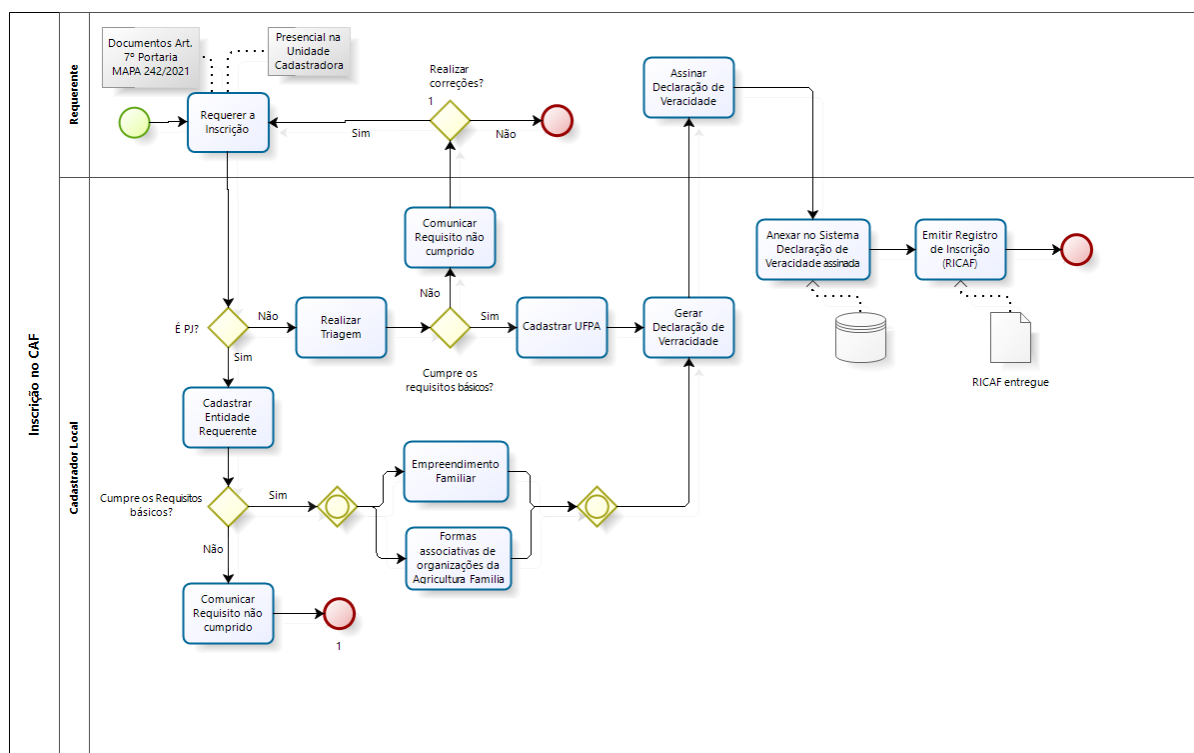 Inscrição no CAF
Requerente
Documentos Art.
7º Portaria
MAPA 242/2021
Presencial na
Unidade
Cadastradora
Requerer a
Inscrição
Realizar
correções?
1
Sim
Não
Assinar
Declaração de
Veracidade
Cadastrador Local
Comunicar
Requisito não
cumprido
Anexar no Sistema
Declaração de
Veracidade assinada
Emitir Registro
de Inscrição
(RICAF)
RICAF entregue
É PJ?
Não
Sim
Realizar
Triagem
Não
Sim
Cumpre os
requisitos básicos?
Cadastrar UFPA
Gerar
Declaração de
Verracidade
Cadastrar
Entidade
Requerente
Cumpre os Requisitos
básicos?
Sim
Não
Empreendimento
Familiar
Formas
associativas de
organizações da
Agricultura Familia
Comunicar
Requisito não
cumprido
1